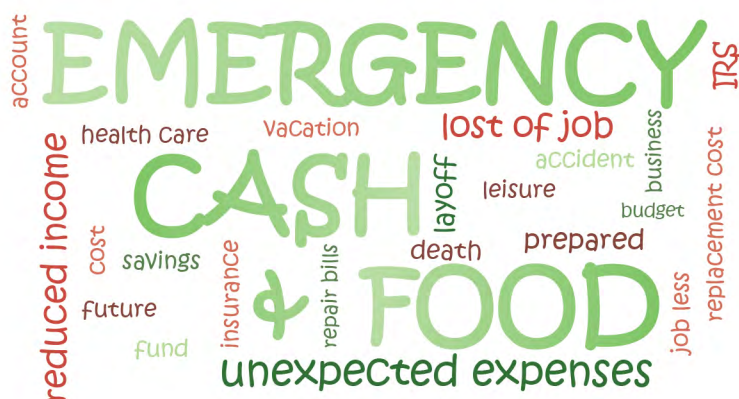 account
EMERGENCY
IRS
health care
vacation
lost of job
business
reduced income
CASH
layoff
accident
leisure
budget
replacement cost
cost
savings
death
prepared
insurance
&
repair bills
FOOD
job less
future
fund
unexpected expenses